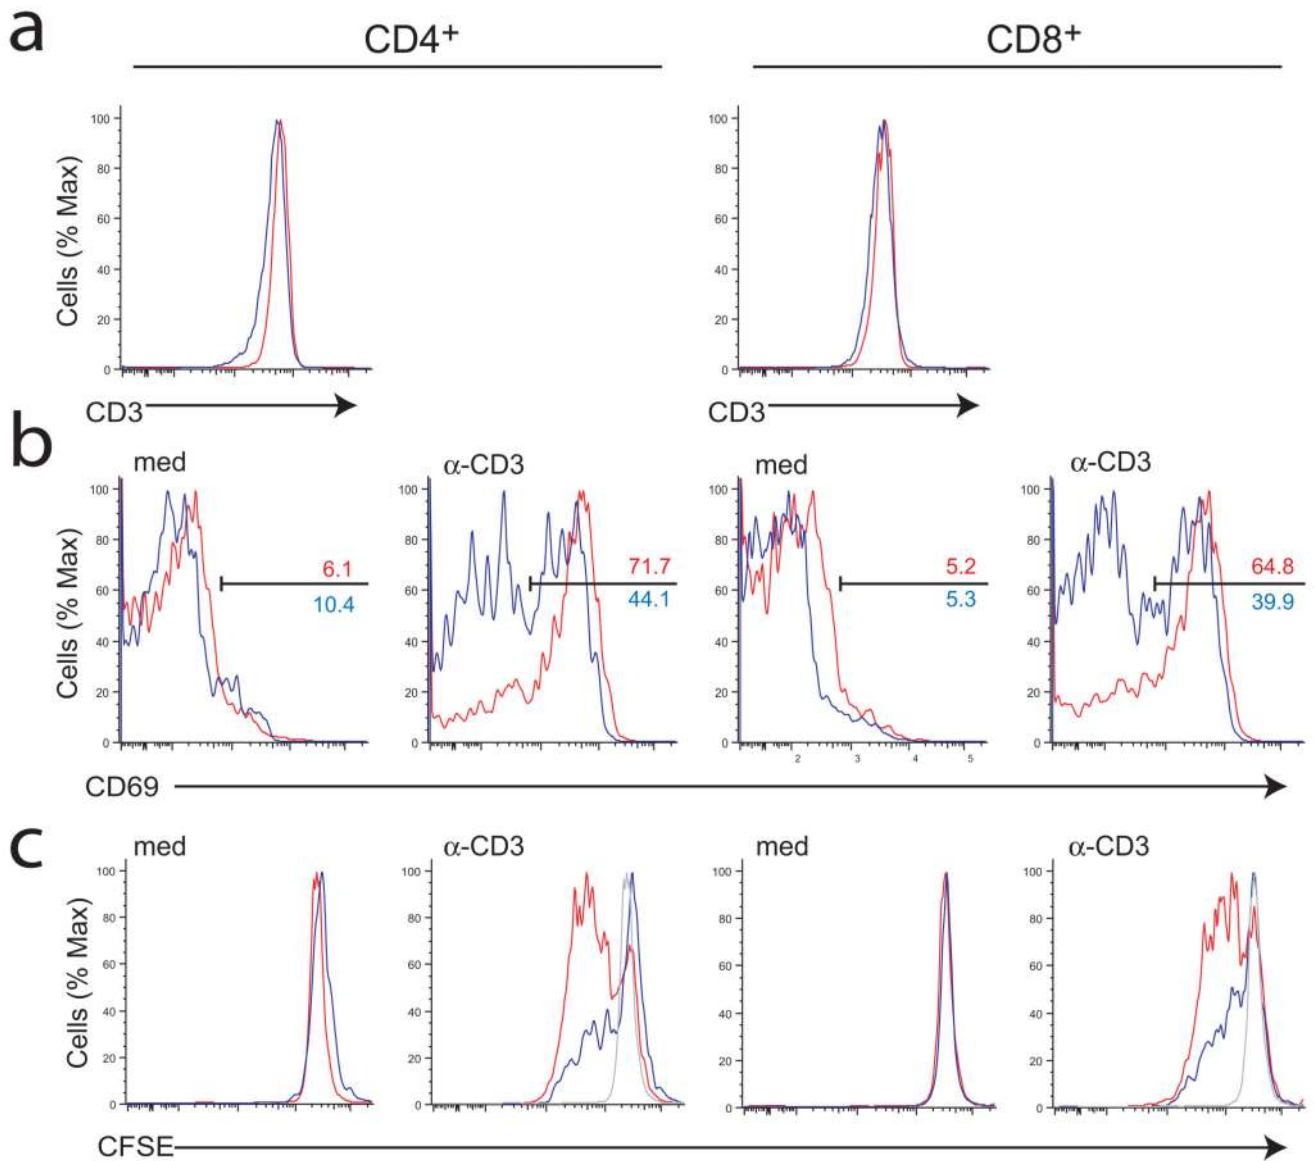 a
CD4+ CD8+
Cells (% Max)
100 80 60 40 20 0
100 80 60 40 20 0
CD3 CD3
b
med α-CD3 med α-CD3
Cells (% Max)
100 80 60 40 20 0
6.1
10.4
100 80 60 40 20 0
71.7
44.1
100 80 60 40 20 0
5.2
5.3
2 3 4 5
100 80 60 40 20 0
64.8
39.9
CD69
c
med α-CD3 med α-CD3
Cells (% Max)
100 80 60 40 20 0
100 80 60 40 20 0
100 80 60 40 20 0
100 80 60 40 20 0
CFSE